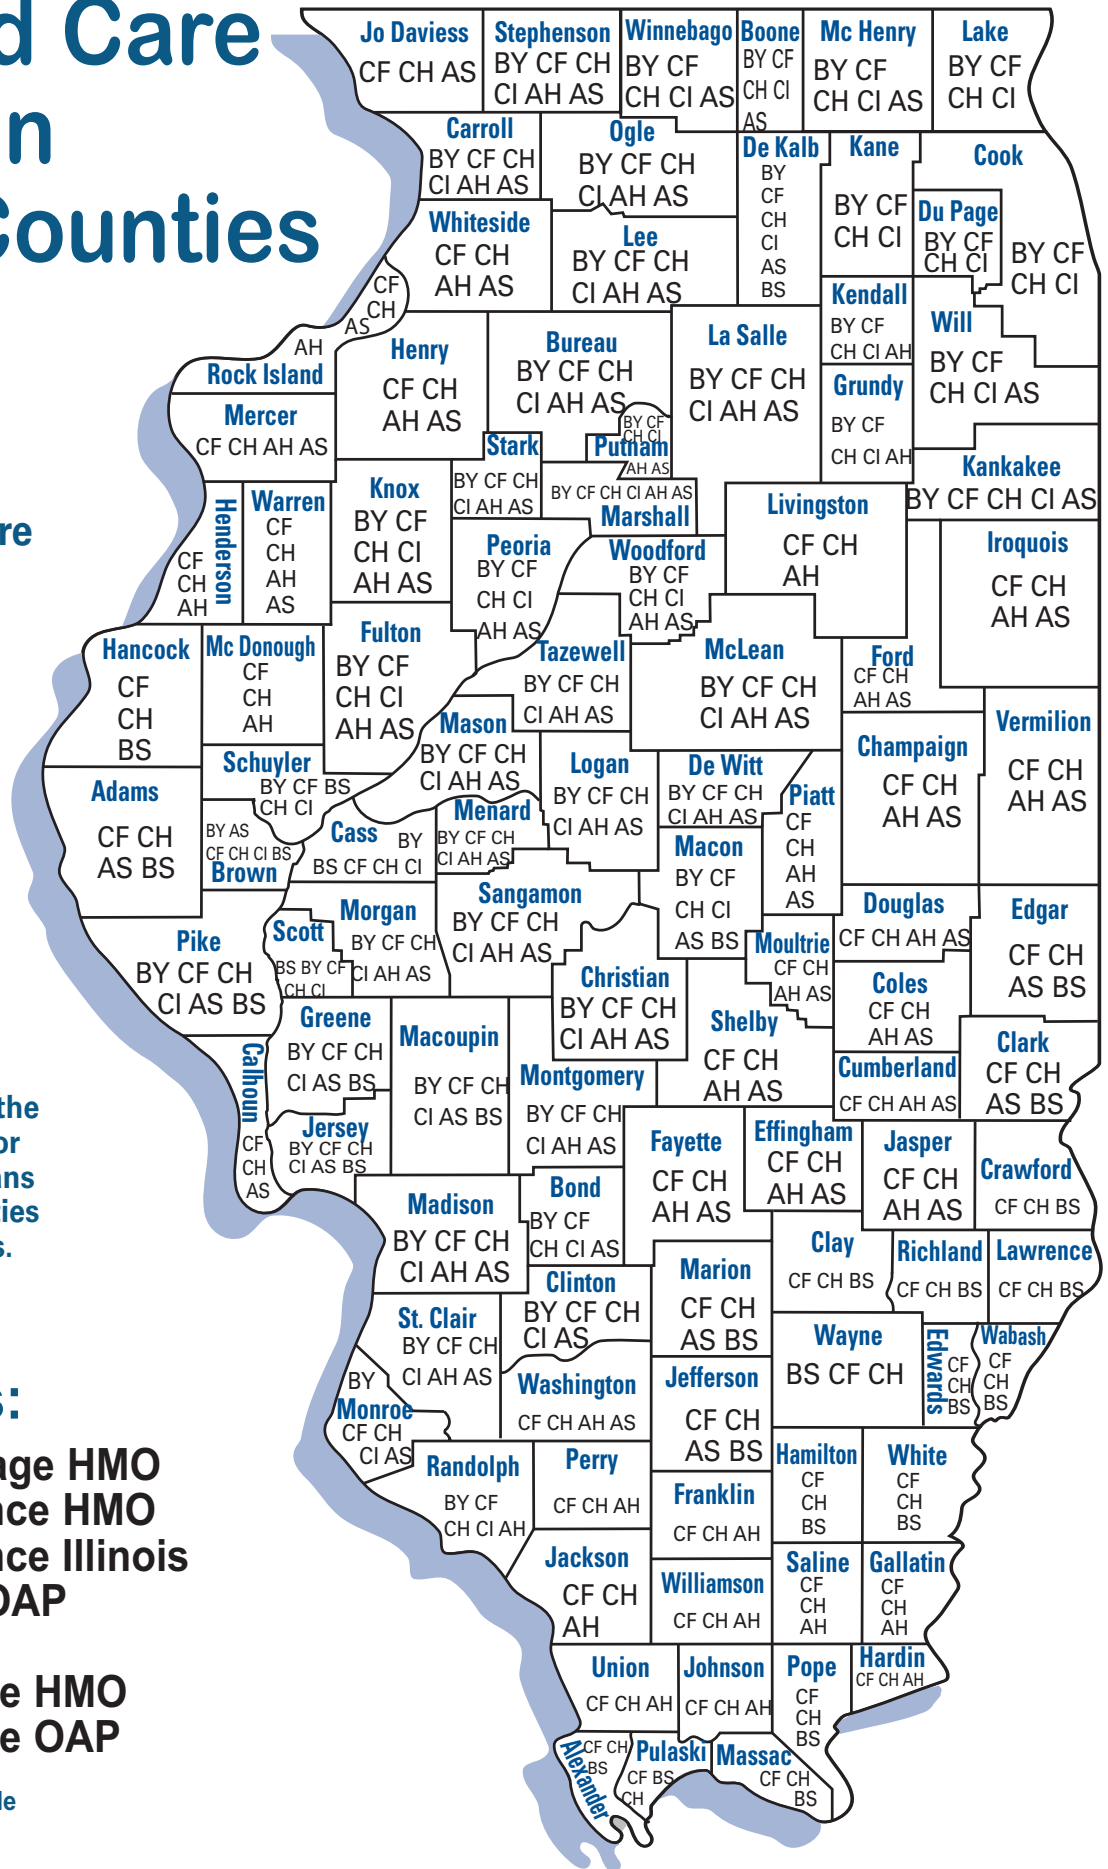 d Care
n
Counties
re
the
or
ans
ties
s.
s:
age HMO
nce HMO
nce Illinois
OAP
e HMO
e OAP
le
Jo Daviess
CF CH AS
Stephenson
BY CF CH
CI AH AS
Winnebago
BY CF
CH CI AS
Boone
BY CF
CH CI
AS
Mc Henry
BY CF
CH CI AS
Lake
BY CF
CH CI
Carroll
BY CF CH
CI AH AS
Ogle
BY CF CH
CI AH AS
De Kalb
BY
CF
CH
CI
AS
BS
Kane
BY CF
CH CI
Cook
BY CF
CH CI
Du Page
BY CF
CH CI
Whiteside
CF CH
AH AS
Lee
BY CF CH
CI AH AS
CF
CH
AS
AH
Rock Island
Kendall
BY CF
CH CI AH
Will
BY CF
CH CI AS
Henry
CF CH
AH AS
Bureau
BY CF CH
CI AH AS
La Salle
BY CF CH
CI AH AS
Grundy
BY CF
CH CI AH
Mercer
CF CH AH AS
BY CF
CH CI
Putnam
AH AS
Stark
BY CF CH
CI AH AS
BY CF CH CI AH AS
Marshall
Kankakee
BY CF CH CI AS
Henderson
CF
CH
AH
Warren
CF
CH
AH
AS
Knox
BY CF
CH CI
AH AS
Peoria
BY CF
CH CI
AH AS
Woodford
BY CF
CH CI
AH AS
Livingston
CF CH
AH
Iroquois
CF CH
AH AS
Hancock
CF
CH
BS
Mc Donough
CF
CH
AH
Fulton
BY CF
CH CI
AH AS
Tazewell
BY CF CH
CI AH AS
McLean
BY CF CH
CI AH AS
Ford
CF CH
AH AS
Vermilion
CF CH
AH AS
Mason
BY CF CH
CI AH AS
Champaign
CF CH
AH AS
Adams
CF CH
AS BS
Schuyler
BY CF BS
CH CI
Logan
BY CF CH
CI AH AS
De Witt
BY CF CH
CI AH AS
Piatt
CF
CH
AH
AS
BY AS
CF CH CI BS
Brown
Cass
BY
BS CF CH CI
Menard
BY CF CH
CI AH AS
Macon
BY CF
CH CI
AS BS
Sangamon
BY CF CH
CI AH AS
Douglas
CF CH AH AS
Edgar
CF CH
AS BS
Pike
BY CF CH
CI AS BS
Scott
BS BY CF
CH CI
Morgan
BY CF CH
CI AH AS
Moultrie
CF CH
AH AS
Christian
BY CF CH
CI AH AS
Coles
CF CH
AH AS
Greene
BY CF CH
CI AS BS
Macoupin
BY CF CH
CI AS BS
Shelby
CF CH
AH AS
Clark
CF CH
AS BS
Calhoun
CF
CH
AS
Montgomery
BY CF CH
CI AH AS
Cumberland
CF CH AH AS
Jersey
BY CF CH
CI AS BS
Fayette
CF CH
AH AS
Effingham
CF CH
AH AS
Jasper
CF CH
AH AS
Crawford
CF CH BS
Madison
BY CF CH
CI AH AS
Bond
BY CF
CH CI AS
Clay
CF CH BS
Richland
CF CH BS
Lawrence
CF CH BS
Clinton
BY CF CH
CI AS
Marion
CF CH
AS BS
St. Clair
BY CF CH
CI AH AS
Wayne
BS CF CH
Edwards
CF
CH
BS
Wabash
CF
CH
BS
Washington
CF CH AH AS
Jefferson
CF CH
AS BS
BY
Monroe
CF CH
CI AS
Randolph
BY CF
CH CI AH
Perry
CF CH AH
Hamilton
CF
CH
BS
White
CF
CH
BS
Franklin
CF CH AH
Jackson
CF CH
AH
Williamson
CF CH AH
Saline
CF
CH
AH
Gallatin
CF
CH
AH
Union
CF CH AH
Johnson
CF CH AH
Pope
CF
CH
BS
Hardin
CF CH AH
Alexander
CF CH
BS
Pulaski
CF BS
CH
Massac
CF CH
BS